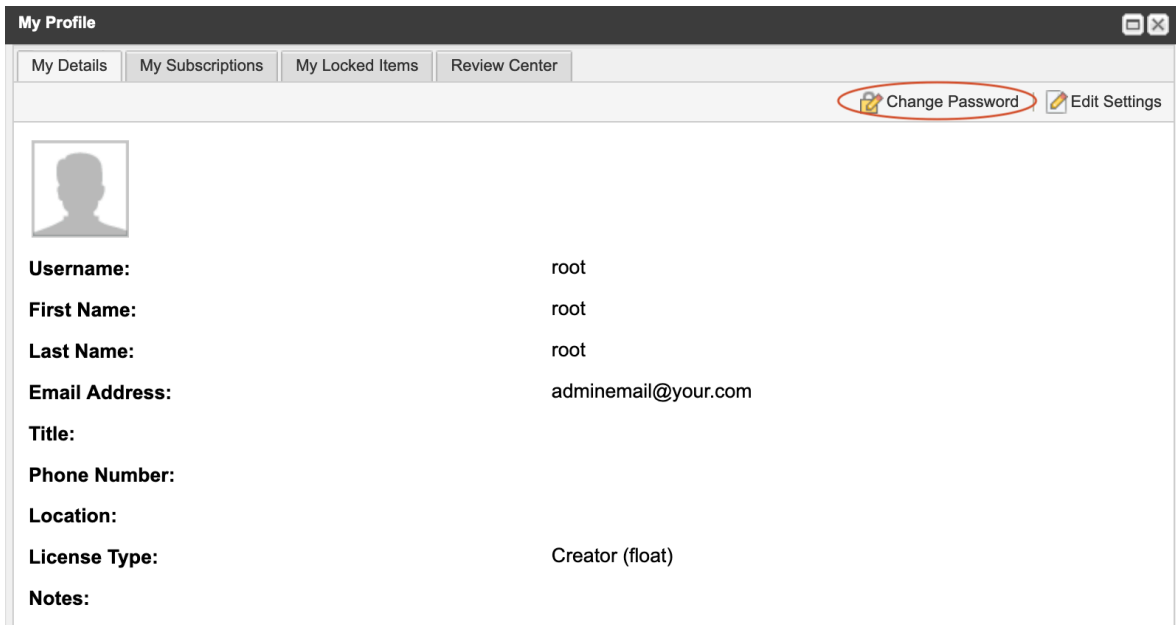 My Profile
My Details My Subscriptions My Locked Items Review Center
Change Password Edit Settings
Username: root
First Name: root
Last Name: root
Email Address: adminemail@your.com
Title:
Phone Number:
Location:
License Type: Creator (float)
Notes: